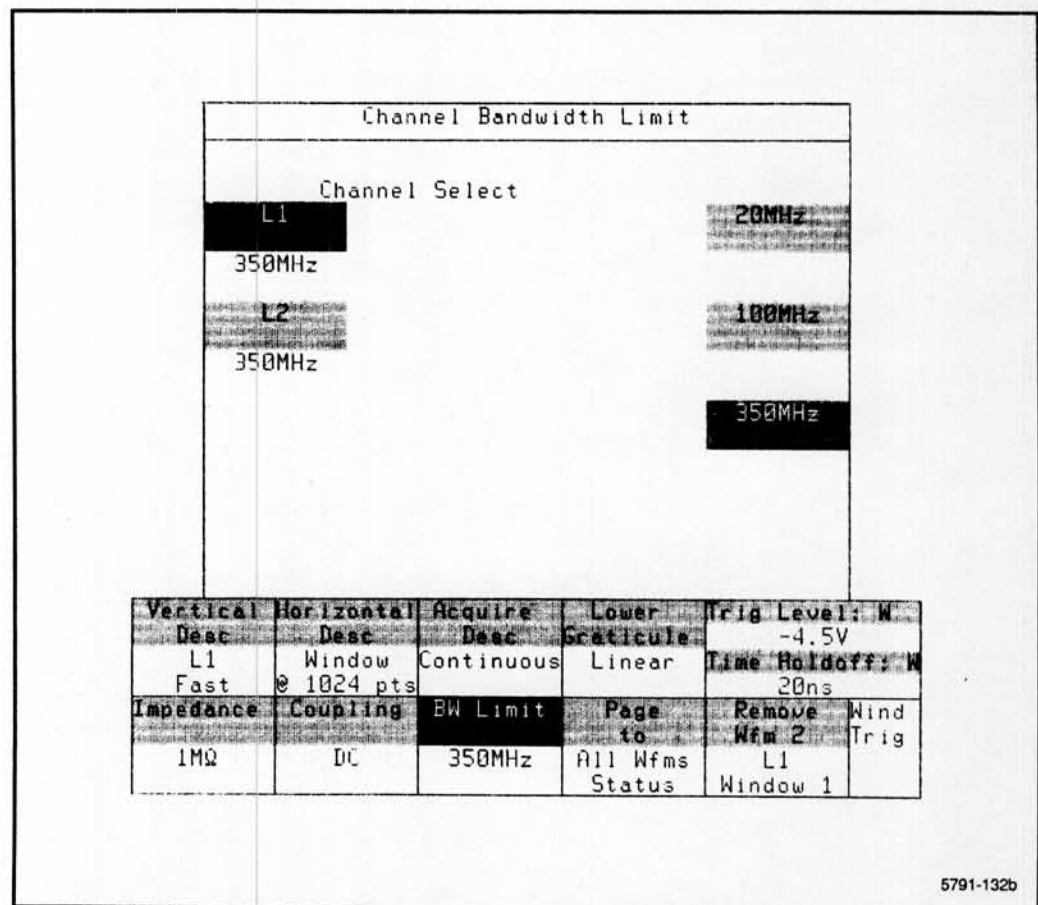 Channel Bandwidth Limit
Channel Select
L1
350MHz
L2
350MHz
20MHz
100MHz
350MHz
Vertical Desc
L1
Fast
Horizontal Desc
Window
@ 1024 pts
Acquire Desc
Continuous
Lower Graticule
Linear
Trig Level: W
-4.5V
Time Holdoff: W
20ns
Impedance
1MΩ
Coupling
DC
BW Limit
350MHz
Page to
All Wfms
Status
Remove Wfm 2
L1
Window 1
Wind
Trig
5791-132b